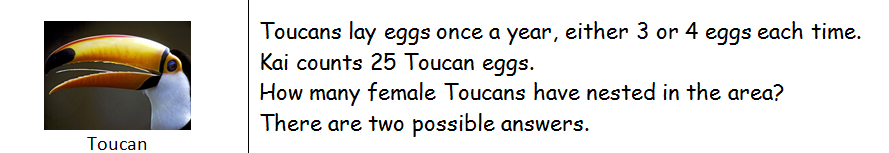 Toucans lay eggs once a year, either 3 or 4 eggs each time.
Kai counts 25 Toucan eggs.
How many female Toucans have nested in the area?
There are two possible answers.
Toucan